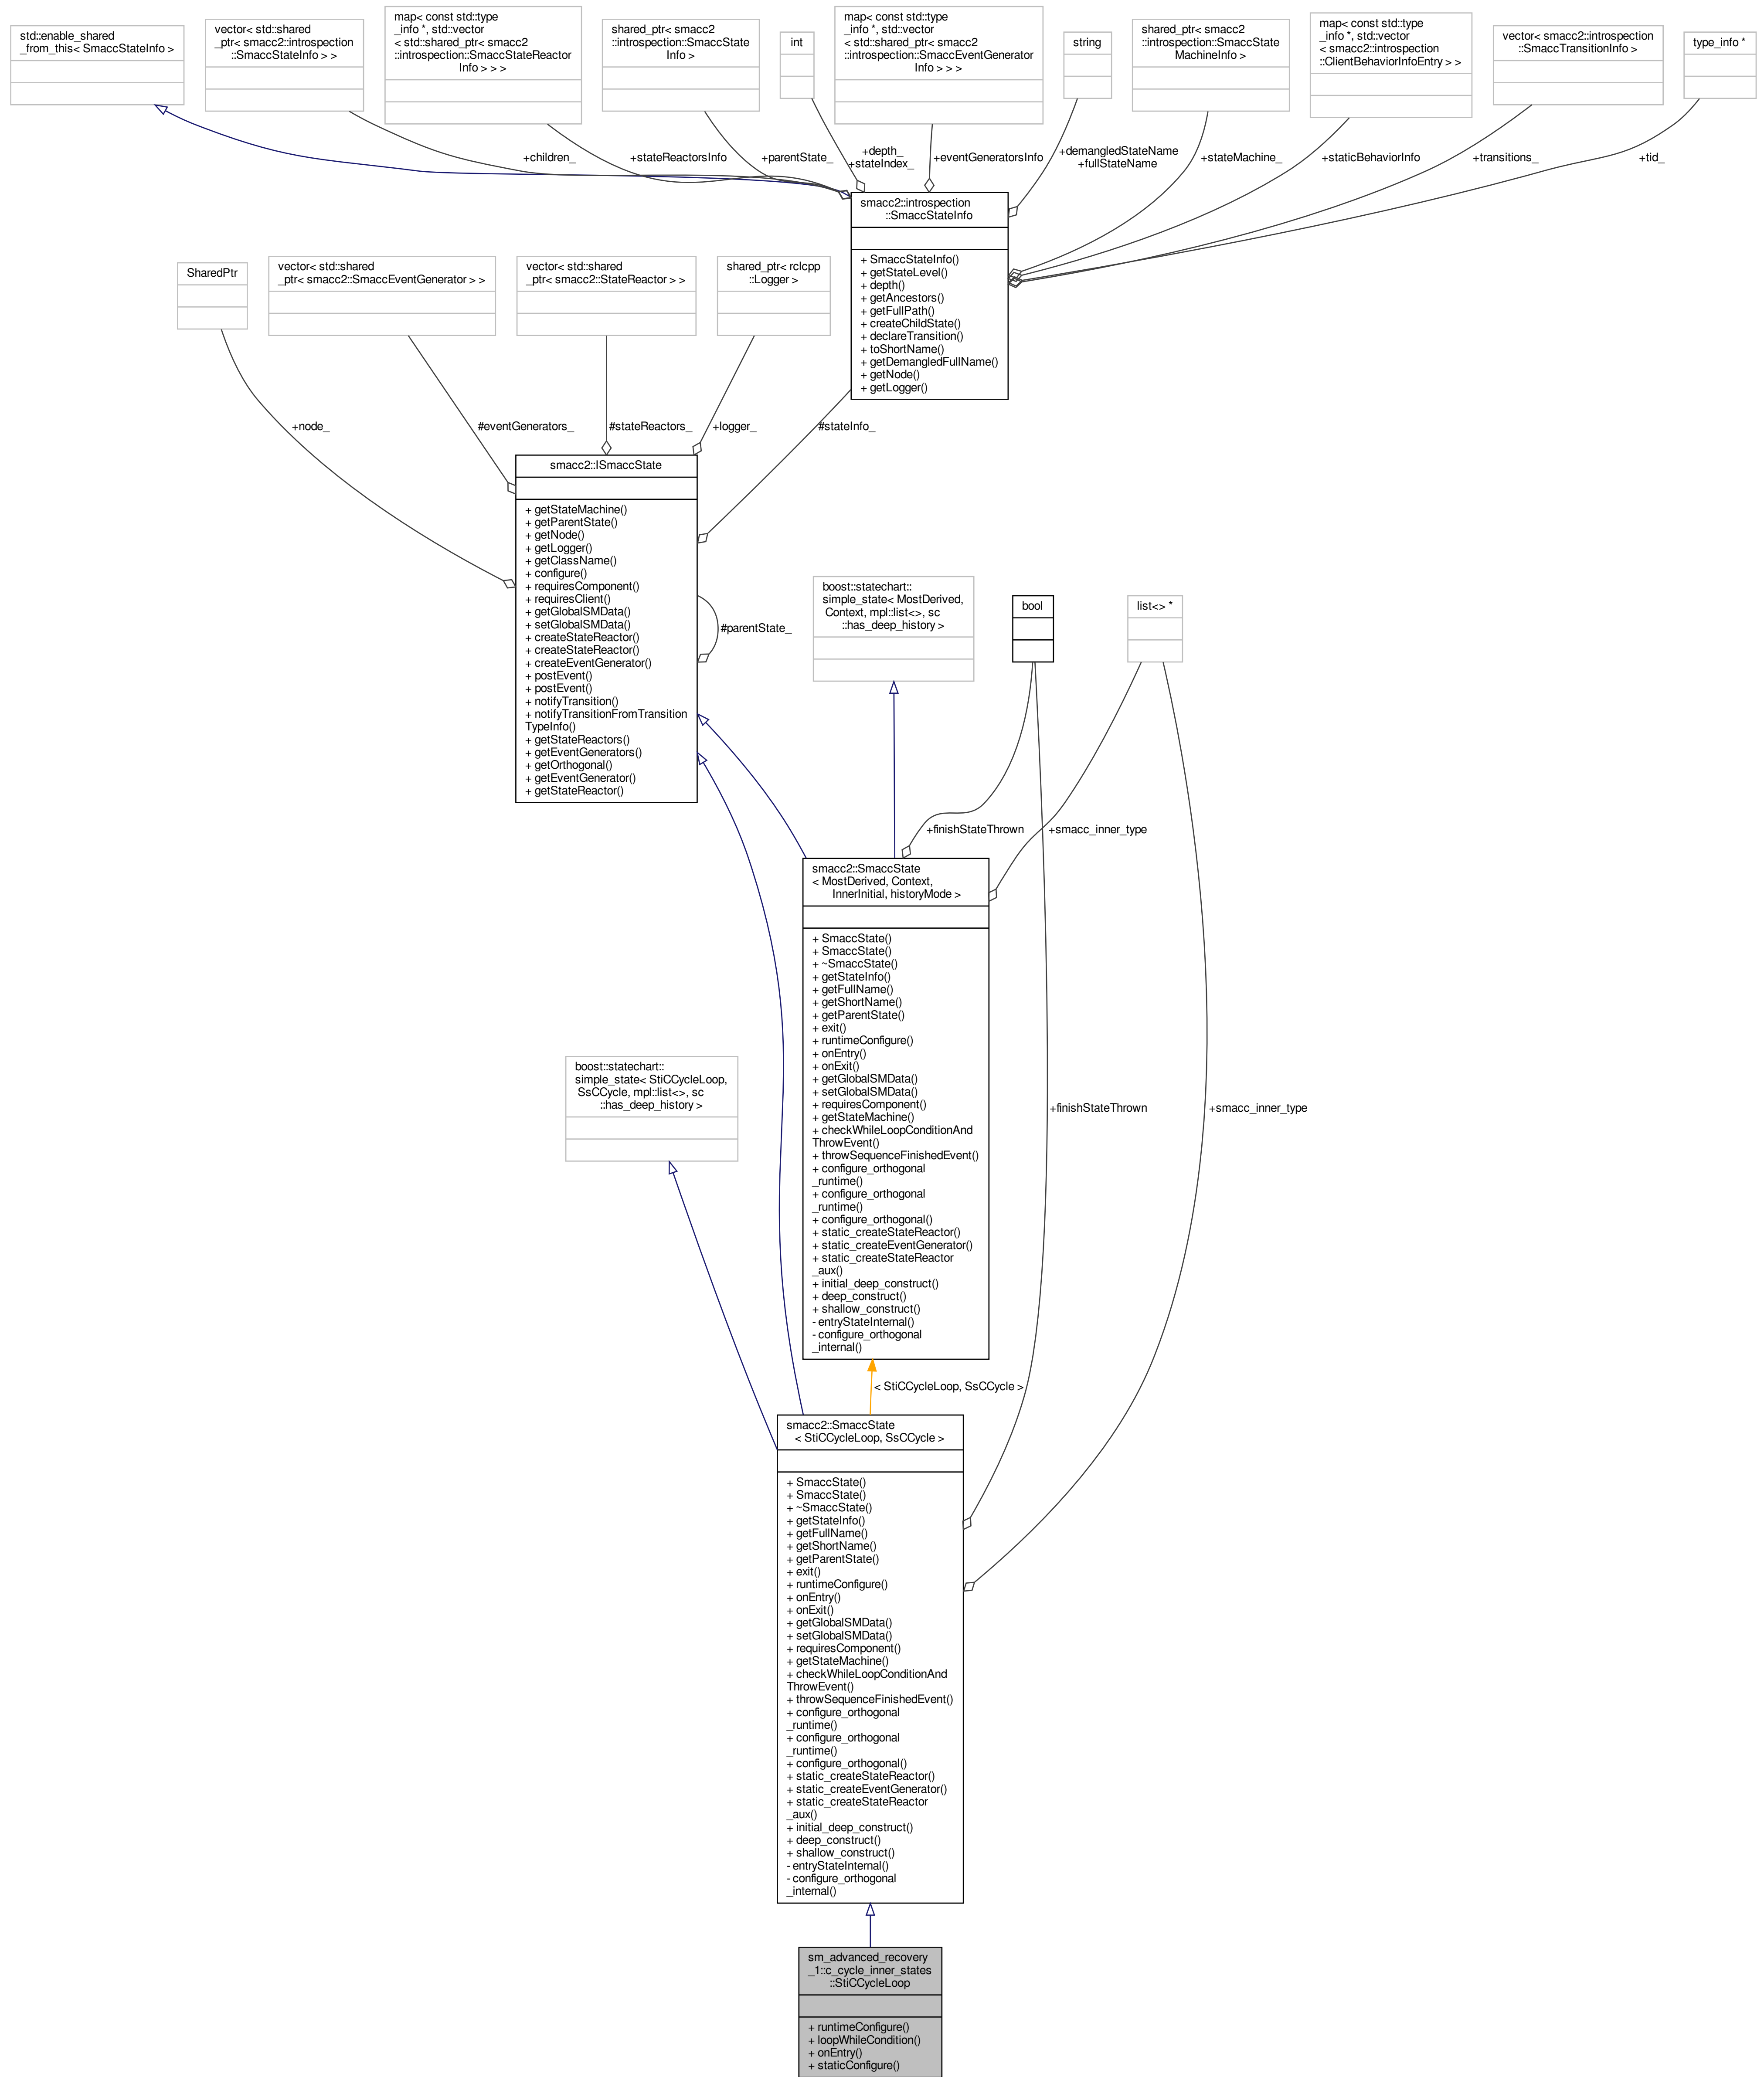 std::enable_shared
_from_this< SmaccStateInfo >
vector< std::shared
_ptr< smacc2::introspection
::SmaccStateInfo > >
map< const std::type
_info *, std::vector
< std::shared_ptr< smacc2
::introspection::SmaccStateReactor
Info > > >
shared_ptr< smacc2
::introspection::SmaccState
Info >
int
map< const std::type
_info *, std::vector
< std::shared_ptr< smacc2
::introspection::SmaccEventGenerator
Info > > >
string
shared_ptr< smacc2
::introspection::SmaccState
MachineInfo >
map< const std::type
_info *, std::vector
< smacc2::introspection
::ClientBehaviorInfoEntry > >
vector< smacc2::introspection
::SmaccTransitionInfo >
type_info *
+children_
+stateReactorsInfo
+parentState_
+depth_
+stateIndex_
+eventGeneratorsInfo
+demangledStateName
+fullStateName
+stateMachine_
+staticBehaviorInfo
+transitions_
+tid_
smacc2::introspection
::SmaccStateInfo
+ SmaccStateInfo()
+ getStateLevel()
+ depth()
+ getAncestors()
+ getFullPath()
+ createChildState()
+ declareTransition()
+ toShortName()
+ getDemangledFullName()
+ getNode()
+ getLogger()
SharedPtr
vector< std::shared
_ptr< smacc2::SmaccEventGenerator > >
vector< std::shared
_ptr< smacc2::StateReactor > >
shared_ptr< rclcpp
::Logger >
+node_
#eventGenerators_
#stateReactors_
+logger_
#stateInfo_
smacc2::ISmaccState
+ getStateMachine()
+ getParentState()
+ getNode()
+ getLogger()
+ getClassName()
+ configure()
+ requiresComponent()
+ requiresClient()
+ getGlobalSMData()
+ setGlobalSMData()
+ createStateReactor()
+ createStateReactor()
+ createEventGenerator()
+ postEvent()
+ postEvent()
+ notifyTransition()
+ notifyTransitionFromTransition
TypeInfo()
+ getStateReactors()
+ getEventGenerators()
+ getOrthogonal()
+ getEventGenerator()
+ getStateReactor()
#parentState_
boost::statechart::
simple_state< MostDerived,
Context, mpl::list<>, sc
::has_deep_history >
bool
list<> *
+finishStateThrown
+smacc_inner_type
smacc2::SmaccState
< MostDerived, Context,
InnerInitial, historyMode >
+ SmaccState()
+ SmaccState()
+ ~SmaccState()
+ getStateInfo()
+ getFullName()
+ getShortName()
+ getParentState()
+ exit()
+ runtimeConfigure()
+ onEntry()
+ onExit()
+ getGlobalSMData()
+ setGlobalSMData()
+ requiresComponent()
+ getStateMachine()
+ checkWhileLoopConditionAnd
ThrowEvent()
+ throwSequenceFinishedEvent()
+ configure_orthogonal
_runtime()
+ configure_orthogonal
_runtime()
+ configure_orthogonal()
+ static_createStateReactor()
+ static_createEventGenerator()
+ static_createStateReactor
_aux()
+ initial_deep_construct()
+ deep_construct()
+ shallow_construct()
- entryStateInternal()
- configure_orthogonal
_internal()
boost::statechart::
simple_state< StiCCycleLoop,
SsCCycle, mpl::list<>, sc
::has_deep_history >
+finishStateThrown
+smacc_inner_type
< StiCCycleLoop, SsCCycle >
smacc2::SmaccState
< StiCCycleLoop, SsCCycle >
+ SmaccState()
+ SmaccState()
+ ~SmaccState()
+ getStateInfo()
+ getFullName()
+ getShortName()
+ getParentState()
+ exit()
+ runtimeConfigure()
+ onEntry()
+ onExit()
+ getGlobalSMData()
+ setGlobalSMData()
+ requiresComponent()
+ getStateMachine()
+ checkWhileLoopConditionAnd
ThrowEvent()
+ throwSequenceFinishedEvent()
+ configure_orthogonal
_runtime()
+ configure_orthogonal
_runtime()
+ configure_orthogonal()
+ static_createStateReactor()
+ static_createEventGenerator()
+ static_createStateReactor
_aux()
+ initial_deep_construct()
+ deep_construct()
+ shallow_construct()
- entryStateInternal()
- configure_orthogonal
_internal()
sm_advanced_recovery
_1::c_cycle_inner_states
::StiCCycleLoop
+ runtimeConfigure()
+ loopWhileCondition()
+ onEntry()
+ staticConfigure()